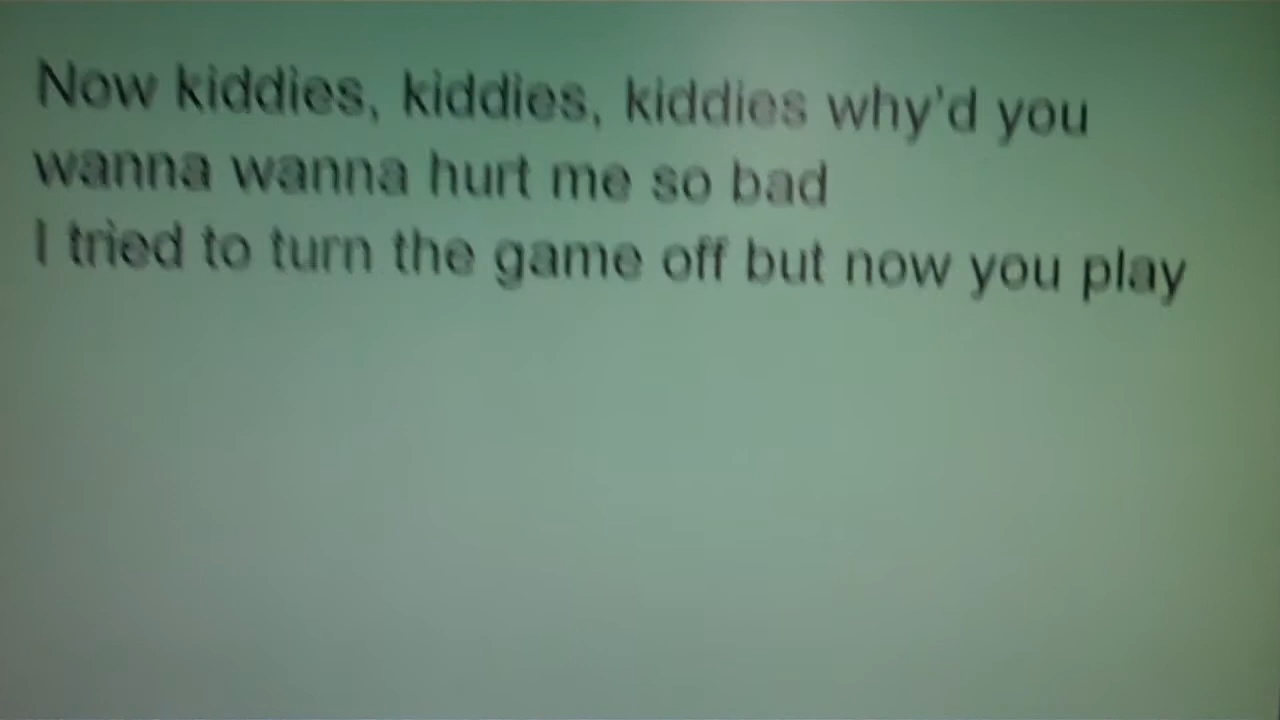 Now kiddies, kiddies, kiddies why'd you
wanna wanna hurt me so bad
I tried to turn the game off but now you play